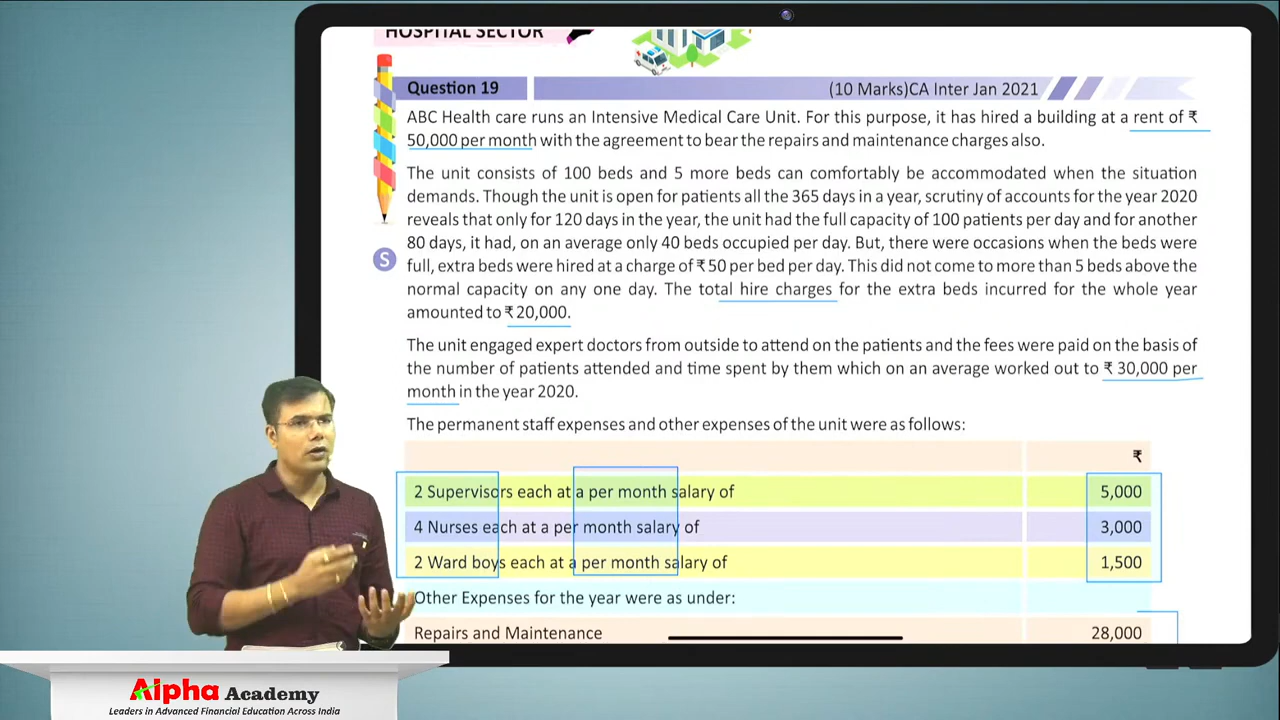 HOSPITAL SECTOR
Question 19
(10 Marks)CA Inter Jan 2021
ABC Health care runs an Intensive Medical Care Unit. For this purpose, it has hired a building at a rent of ₹
50,000 per month with the agreement to bear the repairs and maintenance charges also.
The unit consists of 100 beds and 5 more beds can comfortably be accommodated when the situation
demands. Though the unit is open for patients all the 365 days in a year, scrutiny of accounts for the year 2020
reveals that only for 120 days in the year, the unit had the full capacity of 100 patients per day and for another
80 days, it had, on an average only 40 beds occupied per day. But, there were occasions when the beds were
S
full, extra beds were hired at a charge of ₹ 50 per bed per day. This did not come to more than 5 beds above the
normal capacity on any one day. The total hire charges for the extra beds incurred for the whole year
amounted to ₹ 20,000.
The unit engaged expert doctors from outside to attend on the patients and the fees were paid on the basis of
the number of patients attended and time spent by them which on an average worked out to ₹ 30,000 per
month in the year 2020.
The permanent staff expenses and other expenses of the unit were as follows:
₹
2 Supervisors each at a per month salary of 5,000
4 Nurses each at a per month salary of 3,000
2 Ward boys each at a per month salary of 1,500
Other Expenses for the year were as under:
Repairs and Maintenance 28,000
Alpha Academy
Leaders in Advanced Financial Education Across India